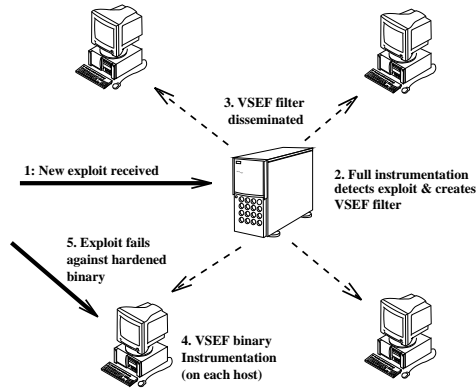 3. VSEF filter
disseminated
1: New exploit received
2. Full instrumentation
detects exploit & creates
VSEF filter
5. Exploit fails
against hardened
binary
4. VSEF binary
Instrumentation
(on each host)